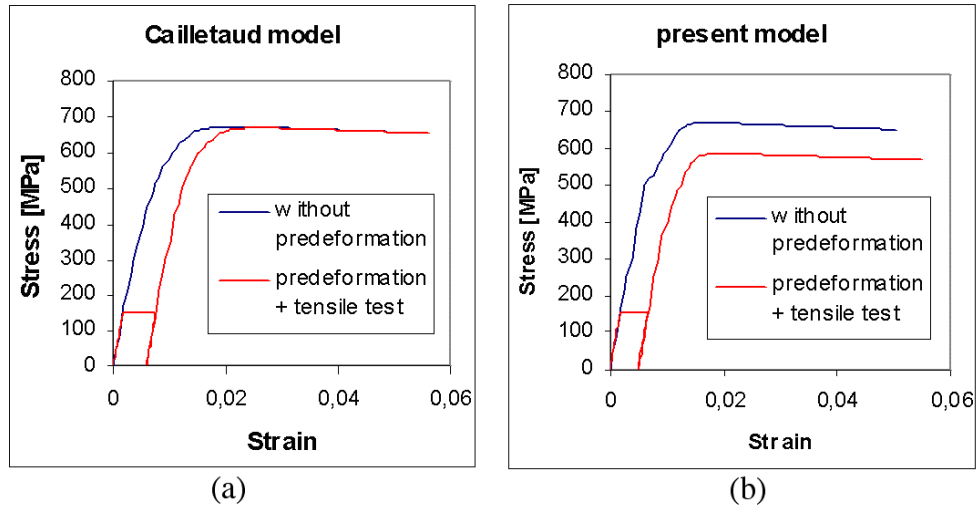 Cailletaud model
800
700
600
500
400
300
200
100
0
Stress [MPa]
w ithout
predeformation
predeformation
+ tensile test
0
0,02
0,04
0,06
Strain
(a)
present model
800
700
600
500
400
300
200
100
0
Stress [MPa]
w ithout
predeformation
predeformation
+ tensile test
0
0,02
0,04
0,06
Strain
(b)